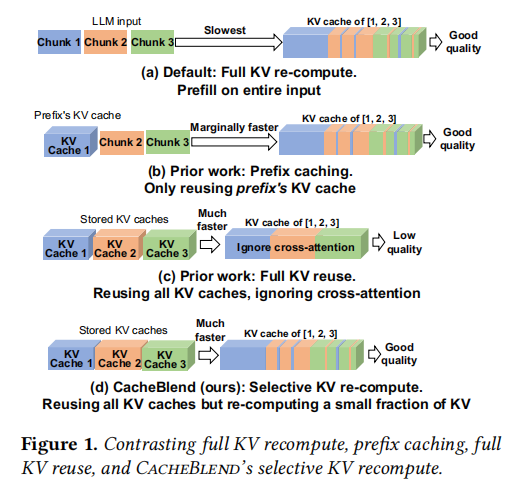 LLM input
Chunk 1 Chunk 2 Chunk 3
Slowest
KV cache of [1, 2, 3]
Good quality
(a) Default: Full KV re-compute.
Prefill on entire input
Prefix's KV cache
KV Cache 1
Chunk 2 Chunk 3
Marginally faster
KV cache of [1, 2, 3]
Good quality
(b) Prior work: Prefix caching.
Only reusing prefix's KV cache
Stored KV caches
KV Cache 1 KV Cache 2 KV Cache 3
Much faster
KV cache of [1, 2, 3]
Ignore cross-attention
Low quality
(c) Prior work: Full KV reuse.
Reusing all KV caches, ignoring cross-attention
Stored KV caches
KV Cache 1 KV Cache 2 KV Cache 3
Much faster
KV cache of [1, 2, 3]
Good quality
(d) CacheBlend (ours): Selective KV re-compute.
Reusing all KV caches but re-computing a small fraction of KV
Figure 1. Contrasting full KV recompute, prefix caching, full
KV reuse, and CACHEBLEND's selective KV recompute.